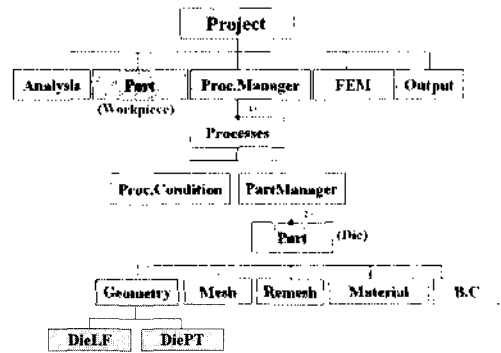 Project
Analysis Part Proc.Manager FEM Output
(Workpiece)
Processes
Proc.Condition PartManager
Part (Die)
Geometry Mesh Remesh Material B.C
DieLF DiePT